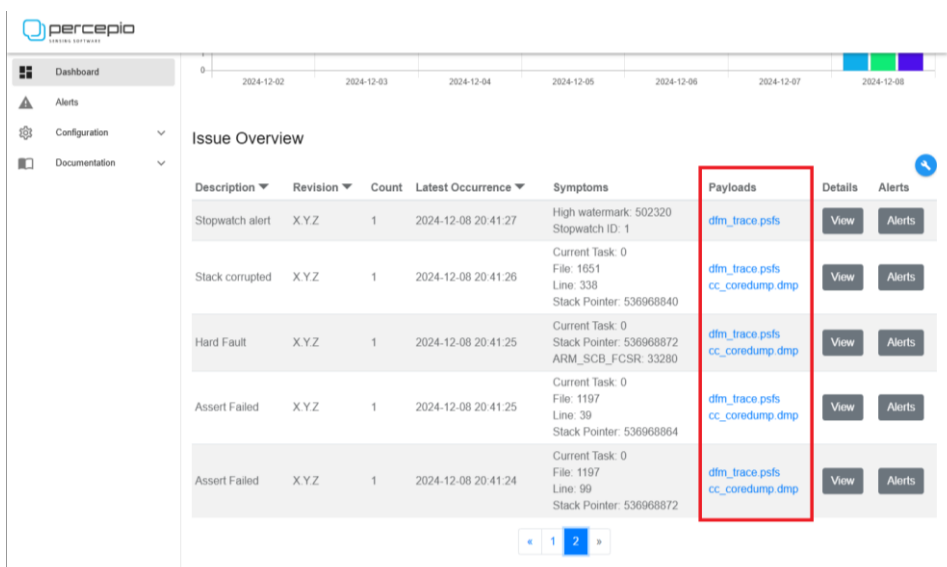 percepio
SENSING SOFTWARE
Dashboard
Alerts
Configuration
Documentation
0
2024-12-02 2024-12-03 2024-12-04 2024-12-05 2024-12-06 2024-12-07 2024-12-08
Issue Overview
Description Revision Count Latest Occurrence Symptoms Payloads Details Alerts
Stopwatch alert X.Y.Z 1 2024-12-08 20:41:27 High watermark: 502320 dfm_trace.psfs View Alerts
Stopwatch ID: 1
Current Task: 0
Stack corrupted X.Y.Z 1 2024-12-08 20:41:26 File: 1651 dfm_trace.psfs View Alerts
Line: 338 cc_coredump.dmp
Stack Pointer: 536968840
Current Task: 0
Hard Fault X.Y.Z 1 2024-12-08 20:41:25 Stack Pointer: 536968872 dfm_trace.psfs View Alerts
ARM_SCB_FCSR: 33280 cc_coredump.dmp
Current Task: 0
Assert Failed X.Y.Z 1 2024-12-08 20:41:25 File: 1197 dfm_trace.psfs View Alerts
Line: 39 cc_coredump.dmp
Stack Pointer: 536968864
Current Task: 0
Assert Failed X.Y.Z 1 2024-12-08 20:41:24 File: 1197 dfm_trace.psfs View Alerts
Line: 99 cc_coredump.dmp
Stack Pointer: 536968872
« 1 2 »